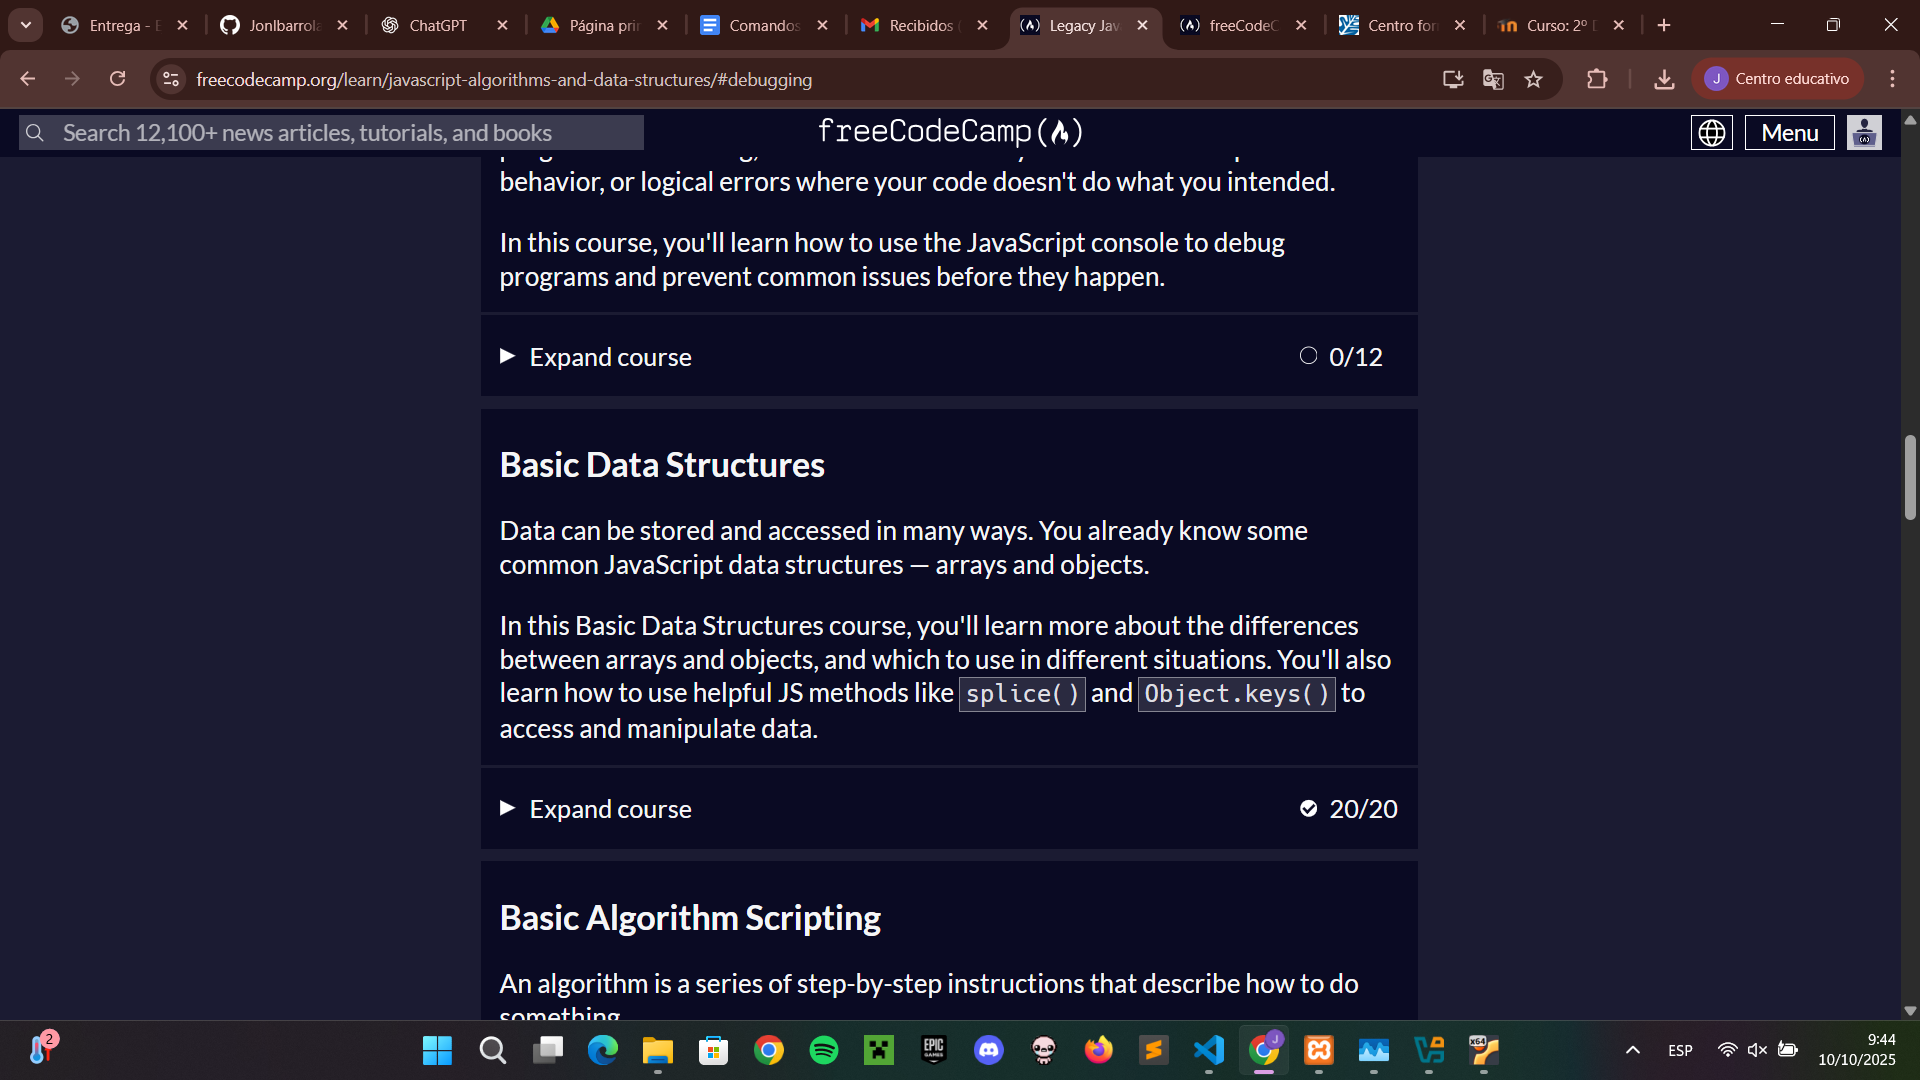 Entrega - E
JonIbarrola
ChatGPT
Página prin
Comandos
Recibidos (
Legacy Jav
freeCodeC
Centro for
Curso: 2º D
freecodecamp.org/learn/javascript-algorithms-and-data-structures/#debugging
J Centro educativo
Search 12,100+ news articles, tutorials, and books
freeCodeCamp
Menu
behavior, or logical errors where your code doesn't do what you intended.
In this course, you'll learn how to use the JavaScript console to debug
programs and prevent common issues before they happen.
Expand course
0/12
Basic Data Structures
Data can be stored and accessed in many ways. You already know some
common JavaScript data structures — arrays and objects.
In this Basic Data Structures course, you'll learn more about the differences
between arrays and objects, and which to use in different situations. You'll also
learn how to use helpful JS methods like splice() and Object.keys() to
access and manipulate data.
Expand course
20/20
Basic Algorithm Scripting
An algorithm is a series of step-by-step instructions that describe how to do
something.
2
EPIC
GAMES
J
x64
ESP
9:44
10/10/2025